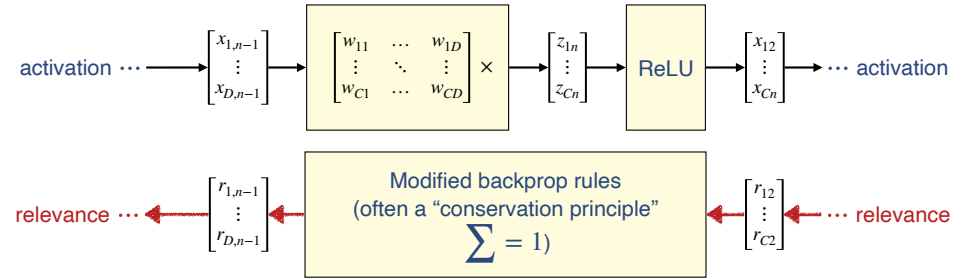 activation ... [x_{1,n−1} ⋮ x_{D,n−1}] [w_{11} … w_{1D} ⋮ ⋱ ⋮ w_{C1} … w_{CD}] × [z_{1n} ⋮ z_{Cn}] ReLU [x_{12} ⋮ x_{Cn}] ... activation
relevance ... [r_{1,n−1} ⋮ r_{D,n−1}]
Modified backprop rules
(often a “conservation principle”
∑ = 1)
[r_{12} ⋮ r_{C2}] ... relevance